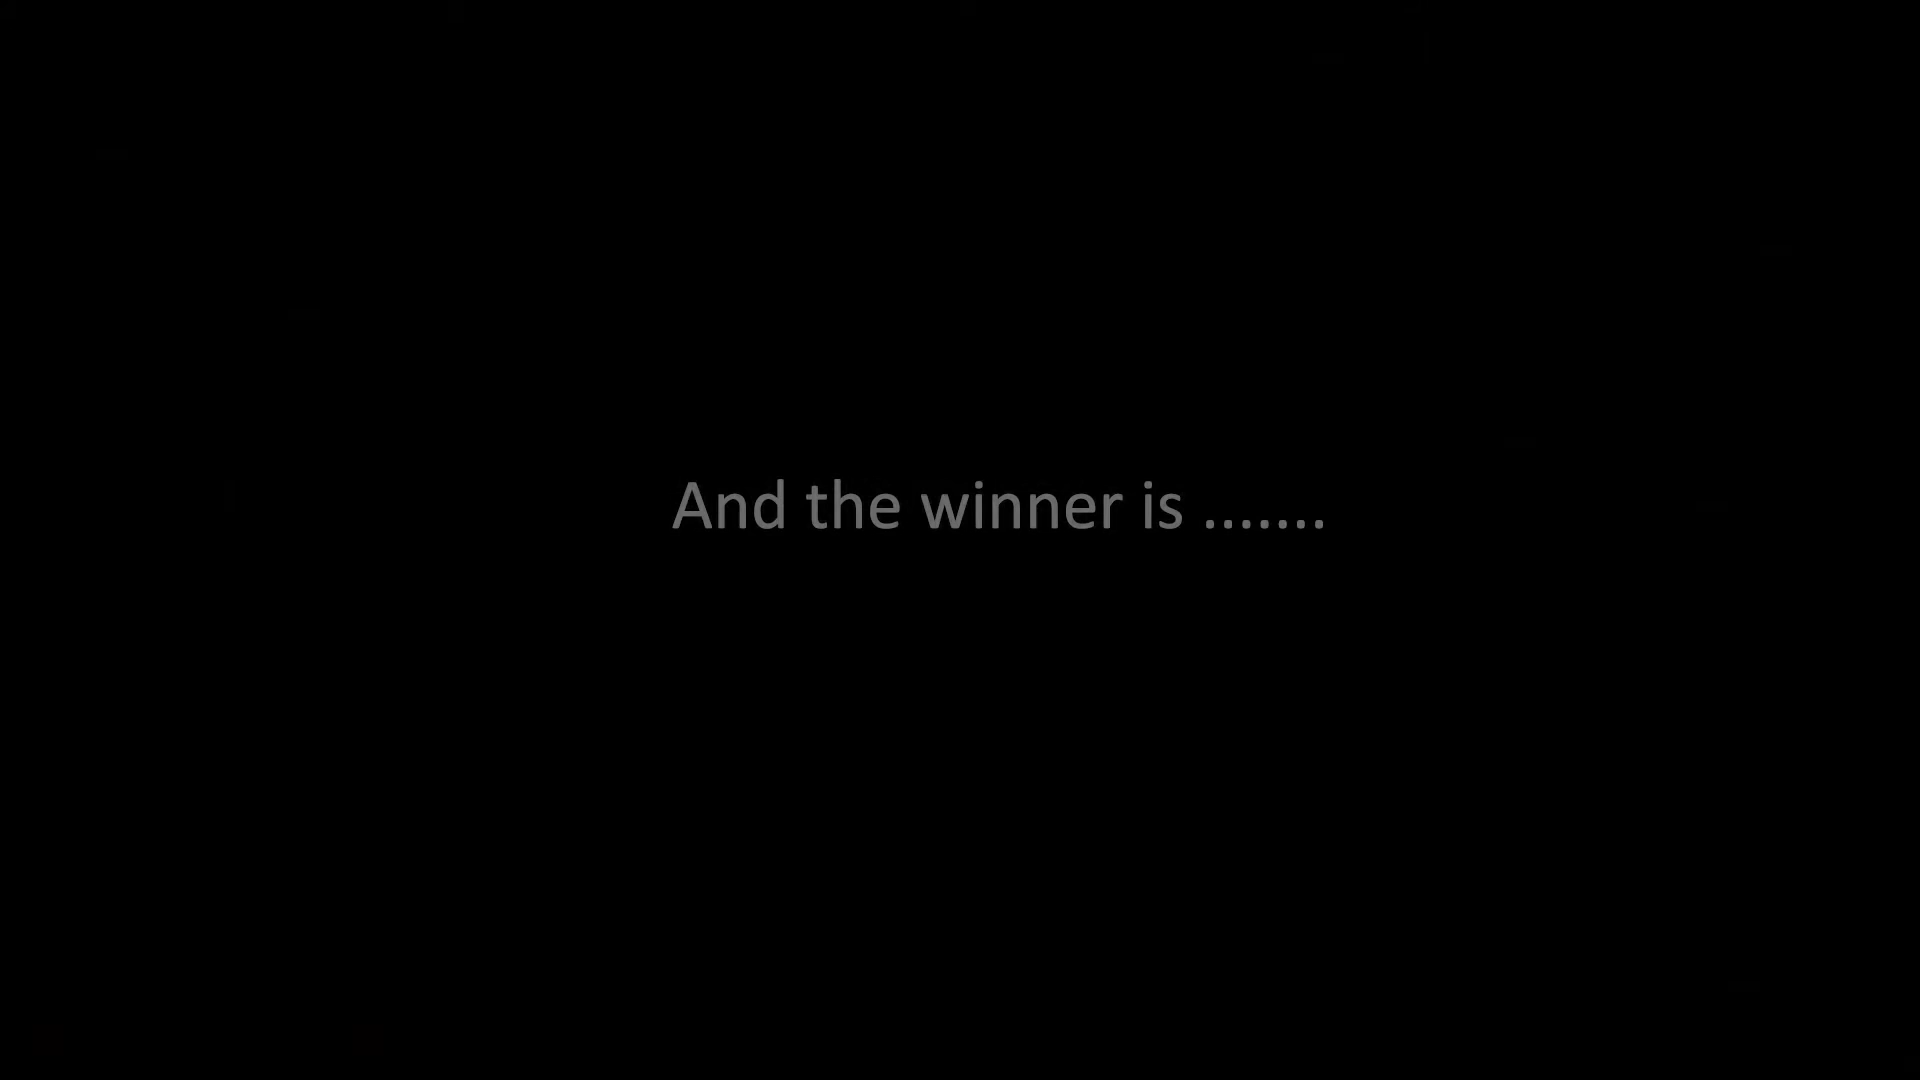 And the winner is .......